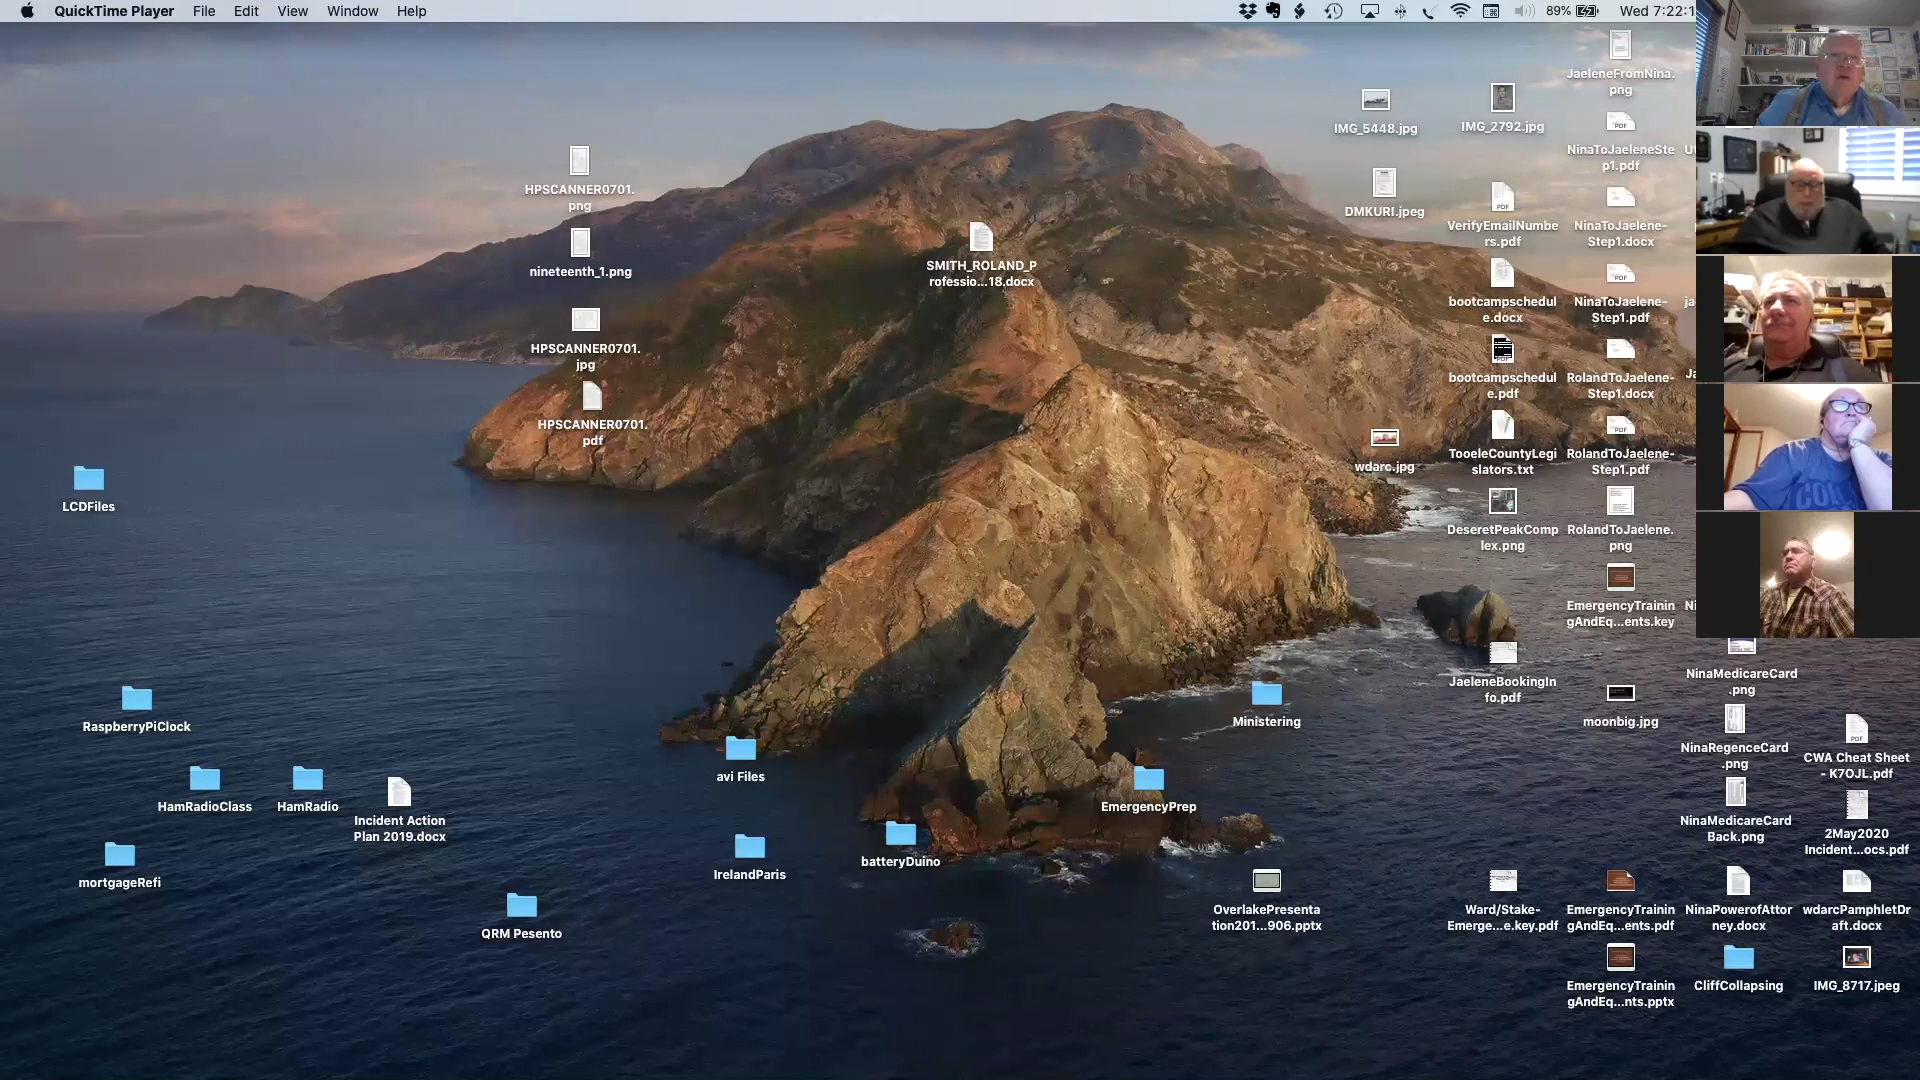 QuickTime Player File Edit View Window Help 89% Wed 7:22:1
JaeleneFromNina.
png
IMG_5448.jpg
IMG_2792.jpg
NinaToJaeleneSte
p1.pdf
HPSCANNER0701.
png
DMKURI.jpeg
VerifyEmailNumbe
rs.pdf
NinaToJaelene-
Step1.docx
nineteenth_1.png
SMITH_ROLAND_P
rofessio...18.docx
bootcampschedul
e.docx
NinaToJaelene-
Step1.pdf
HPSCANNER0701.
jpg
bootcampschedul
e.pdf
RolandToJaelene-
Step1.docx
HPSCANNER0701.
pdf
wdarc.jpg
TooeleCountyLegi
slators.txt
RolandToJaelene-
Step1.pdf
LCDFiles
DeseretPeakComp
lex.png
RolandToJaelene.
png
EmergencyTrainin
gAndEq...ents.key
JaeleneBookingIn
fo.pdf
NinaMedicareCard
.png
RaspberryPiClock
Ministering
moonbig.jpg
NinaRegenceCard
.png
CWA Cheat Sheet
- K7OJL.pdf
avi Files
HamRadioClass
HamRadio
Incident Action
Plan 2019.docx
EmergencyPrep
NinaMedicareCard
Back.png
2May2020
Incident...ocs.pdf
mortgageRefi
IrelandParis
batteryDuino
QRM Pesento
OverlakePresenta
tion201...906.pptx
Ward/Stake-
Emerge...e.key.pdf
EmergencyTrainin
gAndEq...ents.pdf
NinaPowerofAttor
ney.docx
wdarcPamphletDr
aft.docx
EmergencyTrainin
gAndEq...nts.pptx
CliffCollapsing
IMG_8717.jpeg